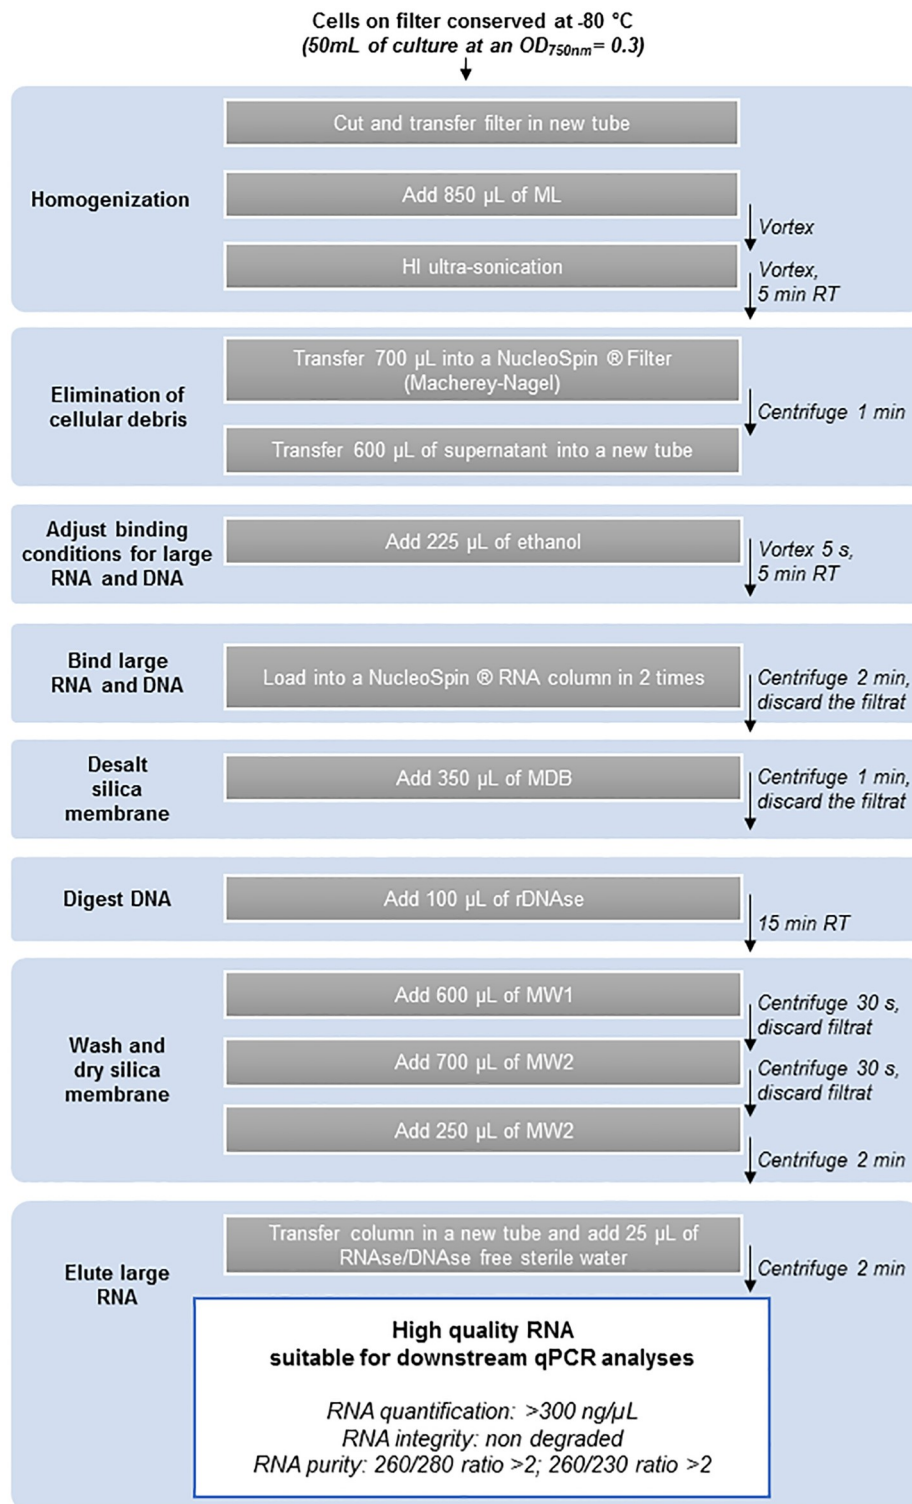 Cells on filter conserved at -80 °C
(50mL of culture at an OD750nm= 0.3)
Homogenization
Cut and transfer filter in new tube
Add 850 µL of ML
Vortex
HI ultra-sonication
Vortex,
5 min RT
Elimination of
cellular debris
Transfer 700 µL into a NucleoSpin ® Filter
(Macherey-Nagel)
Centrifuge 1 min
Transfer 600 µL of supernatant into a new tube
Adjust binding
conditions for large
RNA and DNA
Add 225 µL of ethanol
Vortex 5 s,
5 min RT
Bind large
RNA and DNA
Load into a NucleoSpin ® RNA column in 2 times
Centrifuge 2 min,
discard the filtrat
Desalt
silica
membrane
Add 350 µL of MDB
Centrifuge 1 min,
discard the filtrat
Digest DNA
Add 100 µL of rDNAse
15 min RT
Wash and
dry silica
membrane
Add 600 µL of MW1
Centrifuge 30 s,
discard filtrat
Add 700 µL of MW2
Centrifuge 30 s,
discard filtrat
Add 250 µL of MW2
Centrifuge 2 min
Elute large
RNA
Transfer column in a new tube and add 25 µL of
RNAse/DNAse free sterile water
Centrifuge 2 min
High quality RNA
suitable for downstream qPCR analyses
RNA quantification: >300 ng/µL
RNA integrity: non degraded
RNA purity: 260/280 ratio >2; 260/230 ratio >2